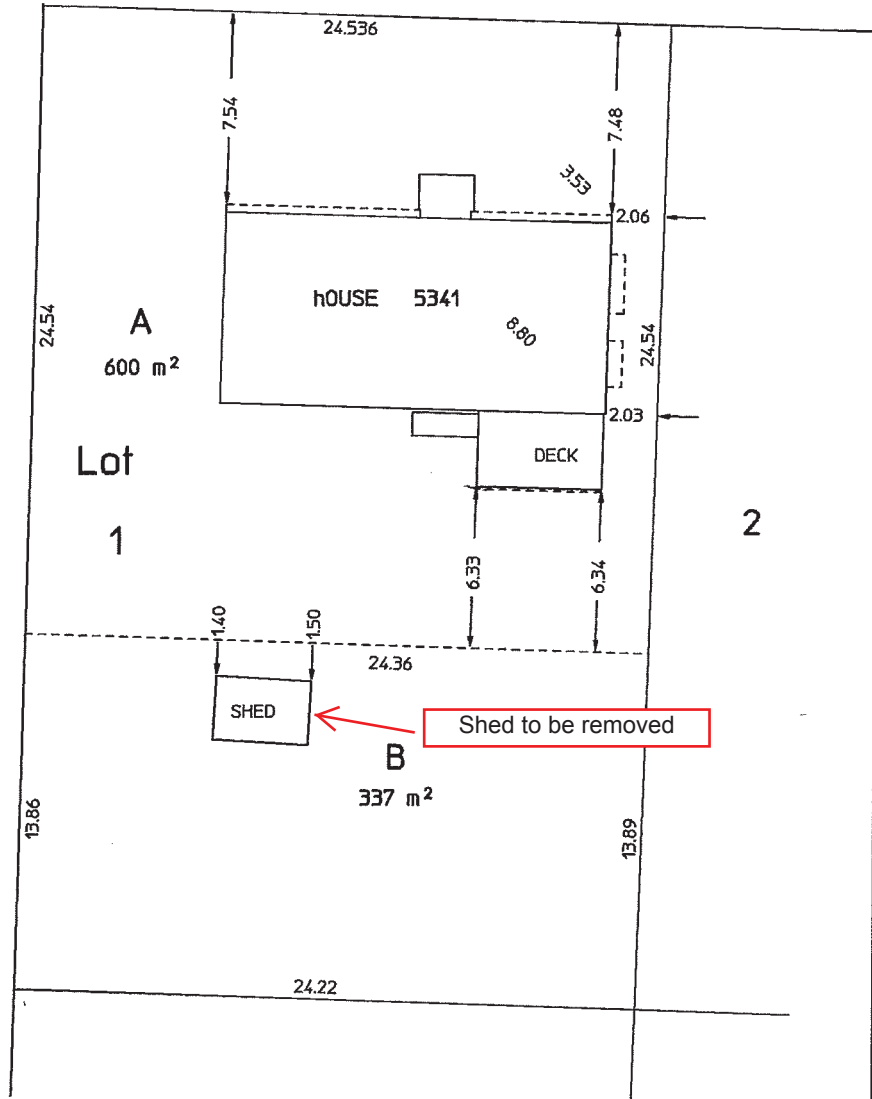 24.536
7.54
7.48
3.53
2.06
hOUSE 5341
24.54
A
8.80
24.54
600 m²
2.03
DECK
Lot
2
1
6.33
6.34
1.40
1.50
24.36
SHED
Shed to be removed
B
337 m²
13.86
13.89
24.22